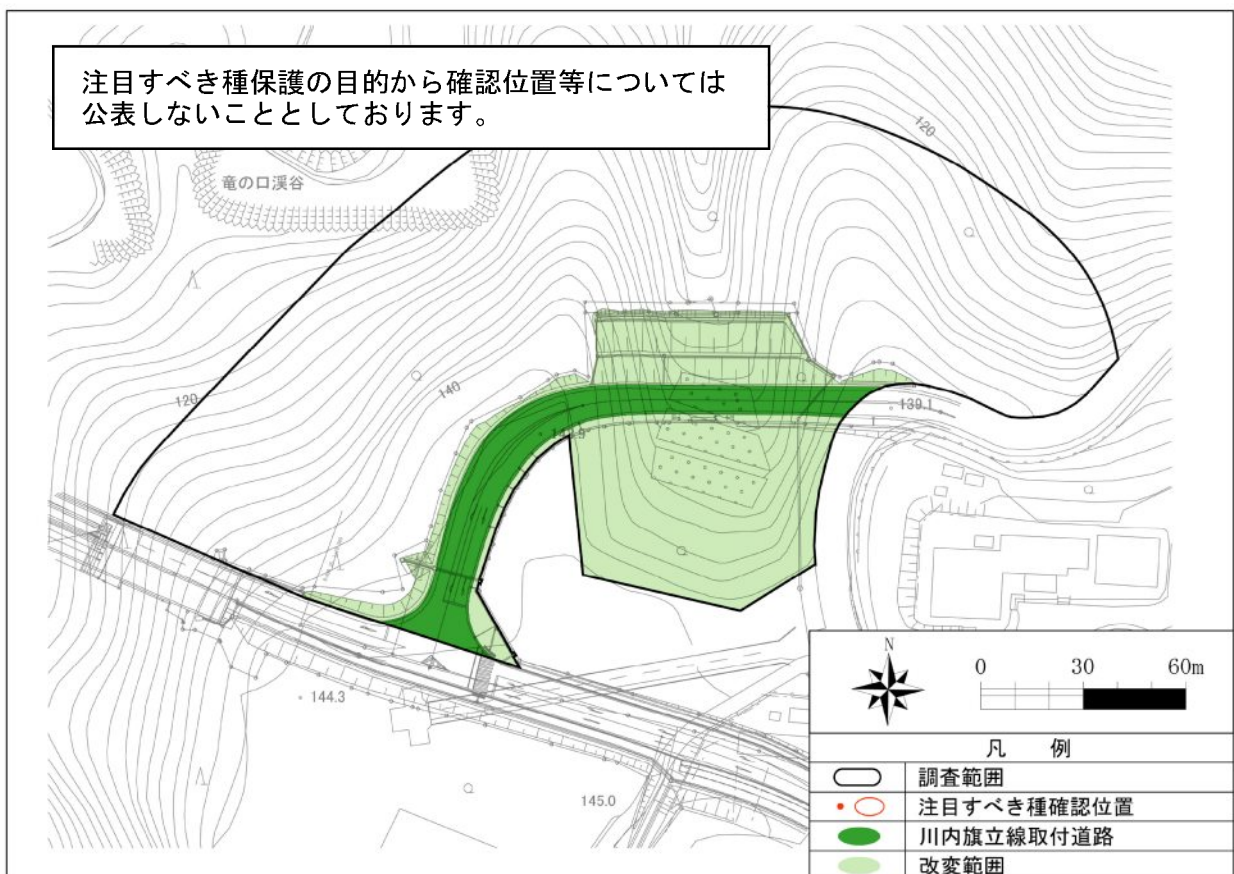 注目すべき種保護の目的から確認位置等については
公表しないこととしております。
120
竜の口渓谷
140
120
139.1
144.3
145.0
N
0 30 60m
凡 例
調査範囲
注目すべき種確認位置
川内旗立線取付道路
改変範囲